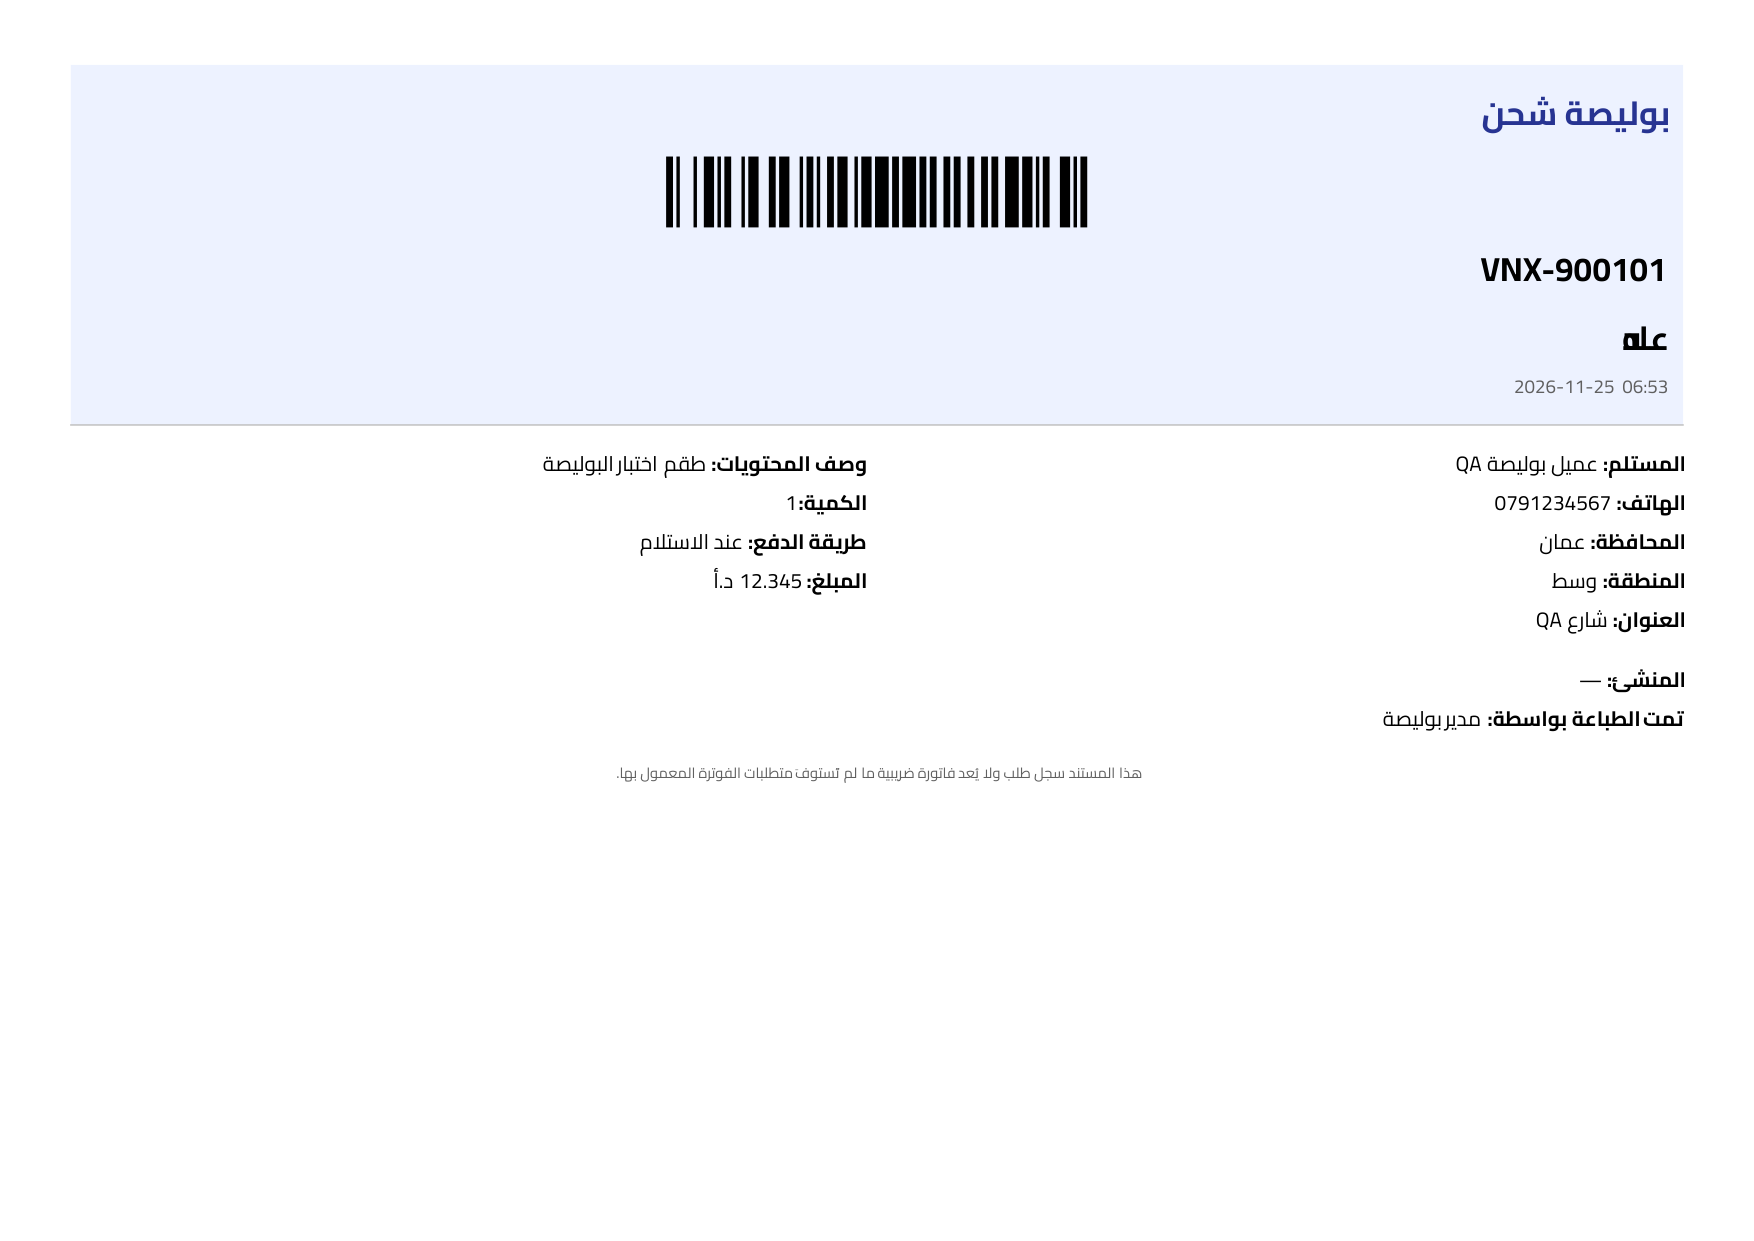 بوليصة شحن
VNX-900101
2026-11-25 06:53
المستلم: عميل بوليصة QA
الهاتف: 0791234567
المحافظة: عمان
المنطقة: وسط
العنوان: شارع QA
وصف المحتويات: طقم اختبار البوليصة
الكمية:1
طريقة الدفع: عند الاستلام
المبلغ: 12.345 د.أ
المنشئ: —
تمت الطباعة بواسطة: مدير بوليصة
هذا المستند سجل طلب ولا يُعد فاتورة ضريبية ما لم تُستوفَ متطلبات الفوترة المعمول بها.